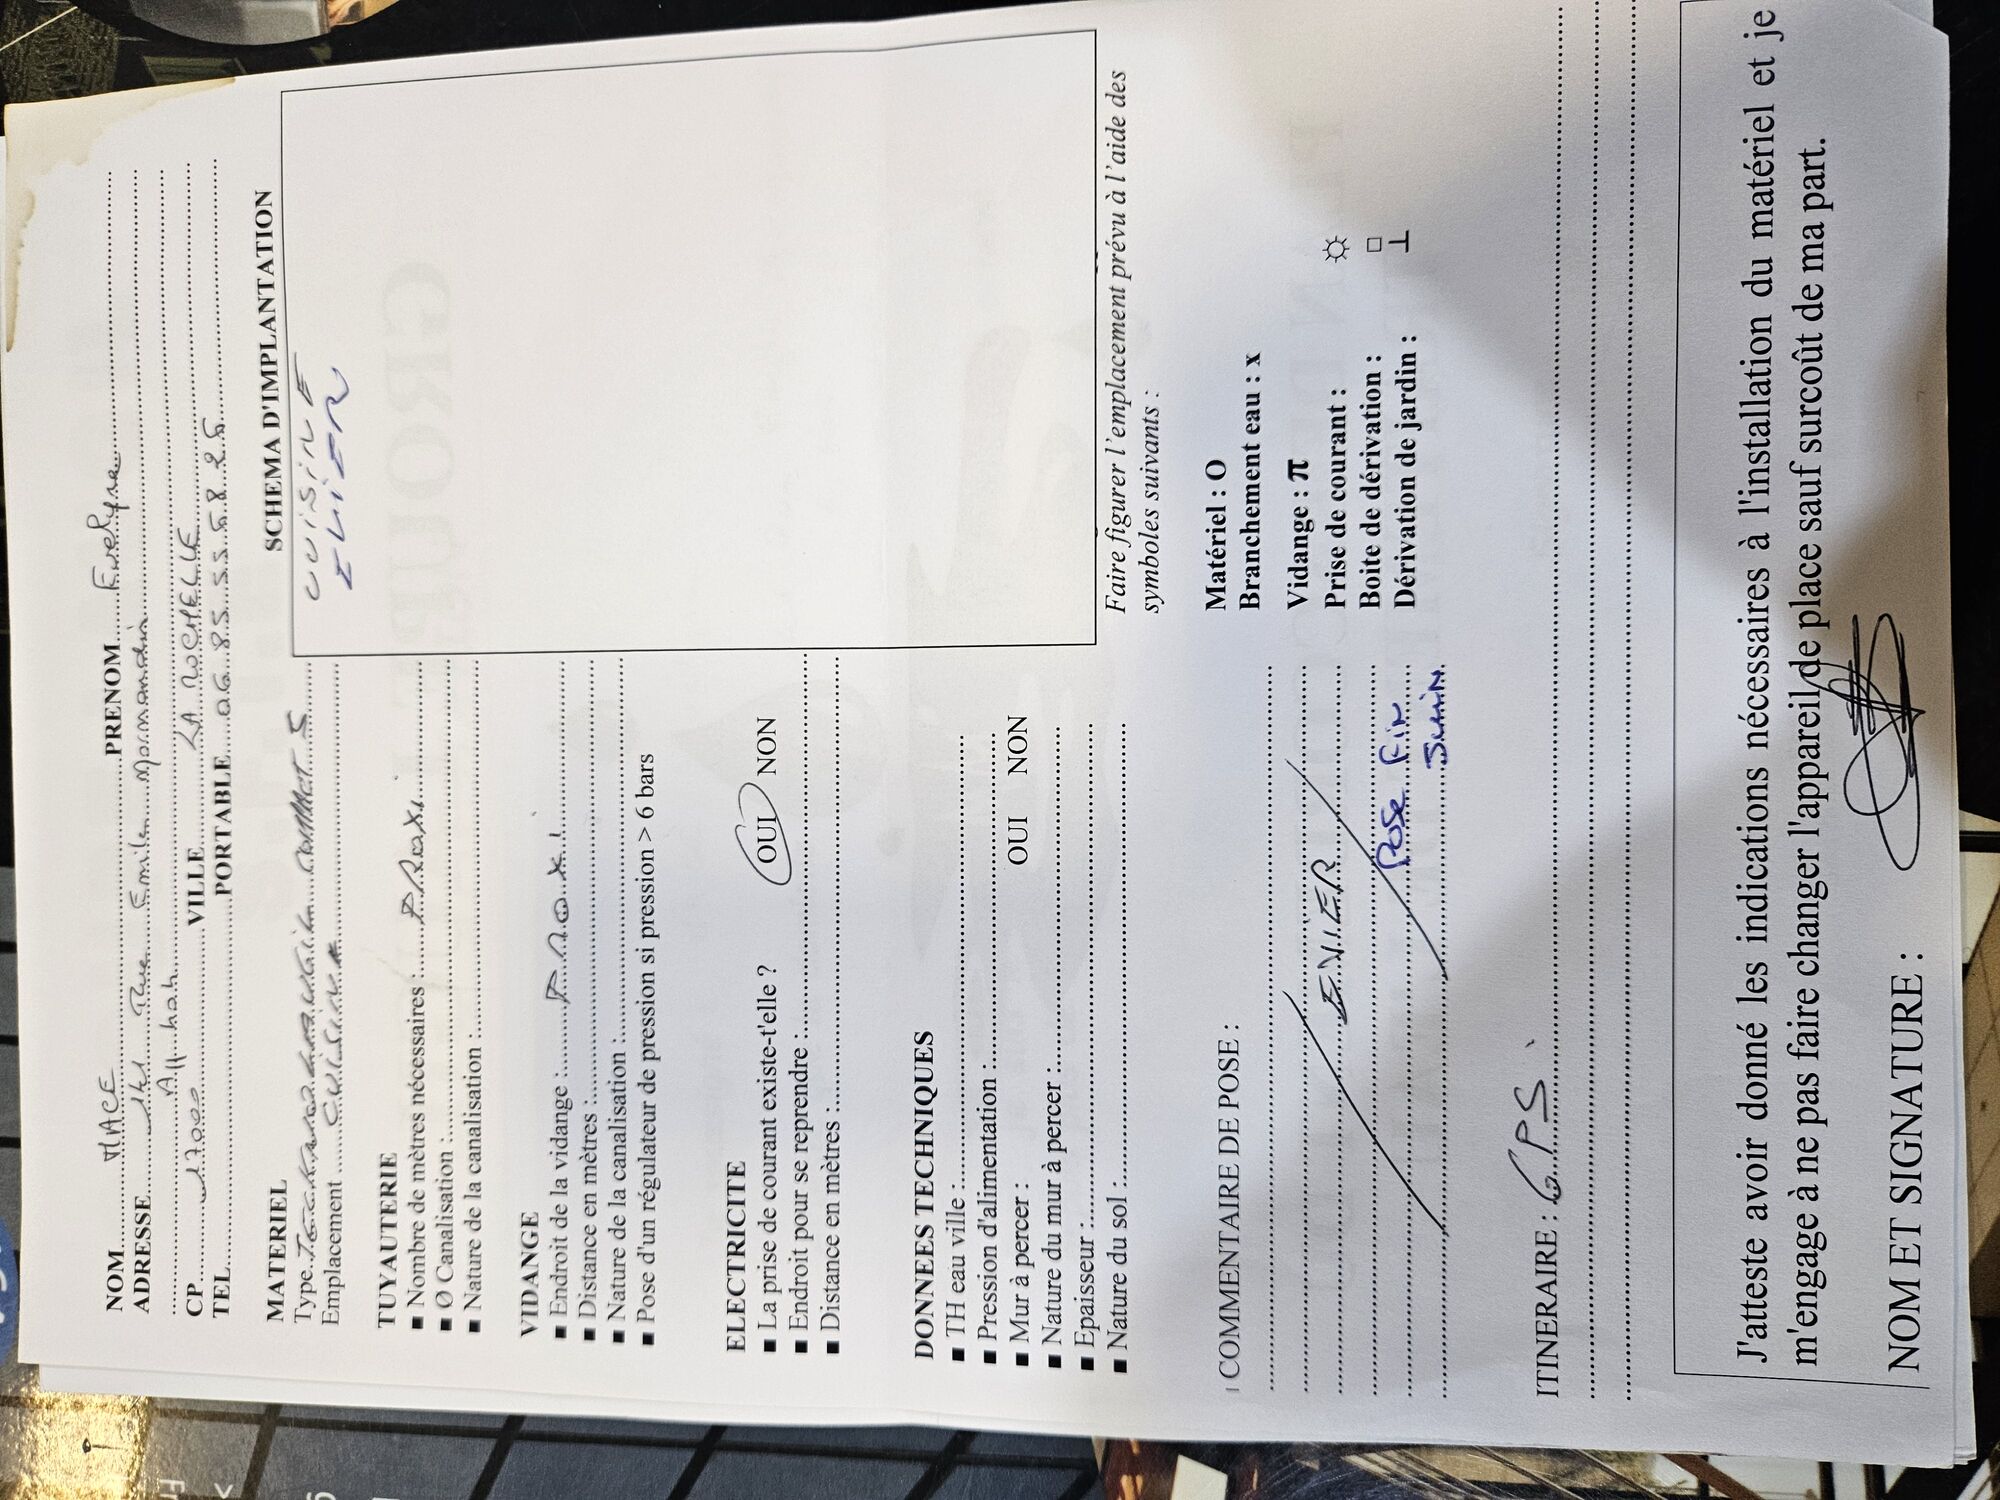 NOM MACE PRENOM Evelyne
ADRESSE Rue Emilien Normandin
CP 17000 VILLE LA ROCHELLE
TEL PORTABLE 06.85.55.58.25
MATERIEL
Type COMPACT S
Emplacement CUISINE
TUYAUTERIE
■ Nombre de mètres nécessaires : PROXI
■ Ø Canalisation :
■ Nature de la canalisation :
VIDANGE
■ Endroit de la vidange : PROXI
■ Distance en mètres :
■ Nature de la canalisation :
■ Pose d'un régulateur de pression si pression > 6 bars
ELECTRICITE
■ La prise de courant existe-t'elle ? OUI NON
■ Endroit pour se reprendre :
■ Distance en mètres :
DONNEES TECHNIQUES
■ TH eau ville :
■ Pression d'alimentation :
■ Mur à percer : OUI NON
■ Nature du mur à percer :
■ Epaisseur :
■ Nature du sol :
SCHEMA D'IMPLANTATION
CUISINE
EVIER
Faire figurer l'emplacement prévu à l'aide des
symboles suivants :
Matériel : O
Branchement eau : x
Vidange : π
Prise de courant : ☼
Boite de dérivation : □
Dérivation de jardin : ⊥
COMMENTAIRE DE POSE :
EVIER
POSE FIN
JUIN
ITINERAIRE : GPS
J'atteste avoir donné les indications nécessaires à l'installation du matériel et je
m'engage à ne pas faire changer l'appareil de place sauf surcoût de ma part.
NOM ET SIGNATURE :